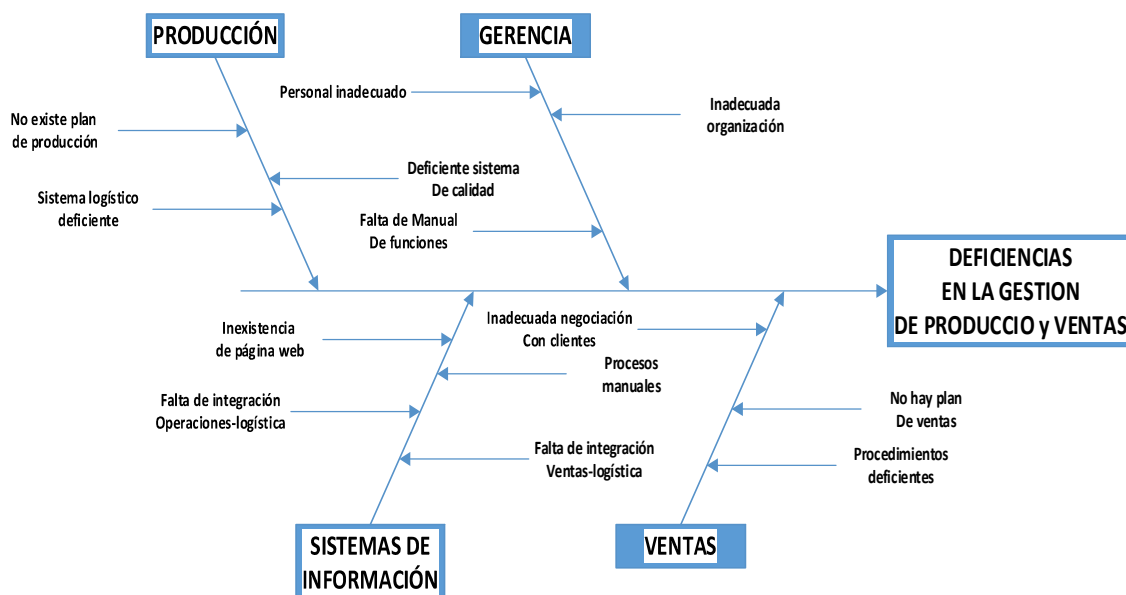 PRODUCCIÓN
GERENCIA
Personal inadecuado
Inadecuada
organización
No existe plan
de producción
Deficiente sistema
De calidad
Sistema logístico
deficiente
Falta de Manual
De funciones
DEFICIENCIAS
EN LA GESTION
DE PRODUCCIO y VENTAS
Inexistencia
de página web
Inadecuada negociación
Con clientes
Procesos
manuales
Falta de integración
Operaciones-logística
No hay plan
De ventas
Falta de integración
Ventas-logística
Procedimientos
deficientes
SISTEMAS DE
INFORMACIÓN
VENTAS